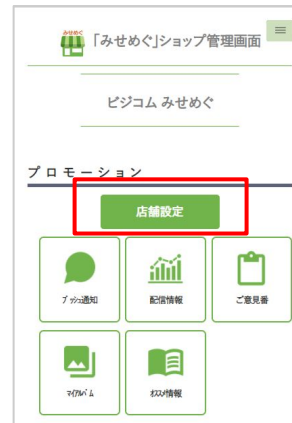 みせめぐ
「みせめぐ」ショップ管理画面
ビジコム みせめぐ
プロモーション
店舗設定
プッシュ通知
配信情報
ご意見番
マイアルバム
オススメ情報